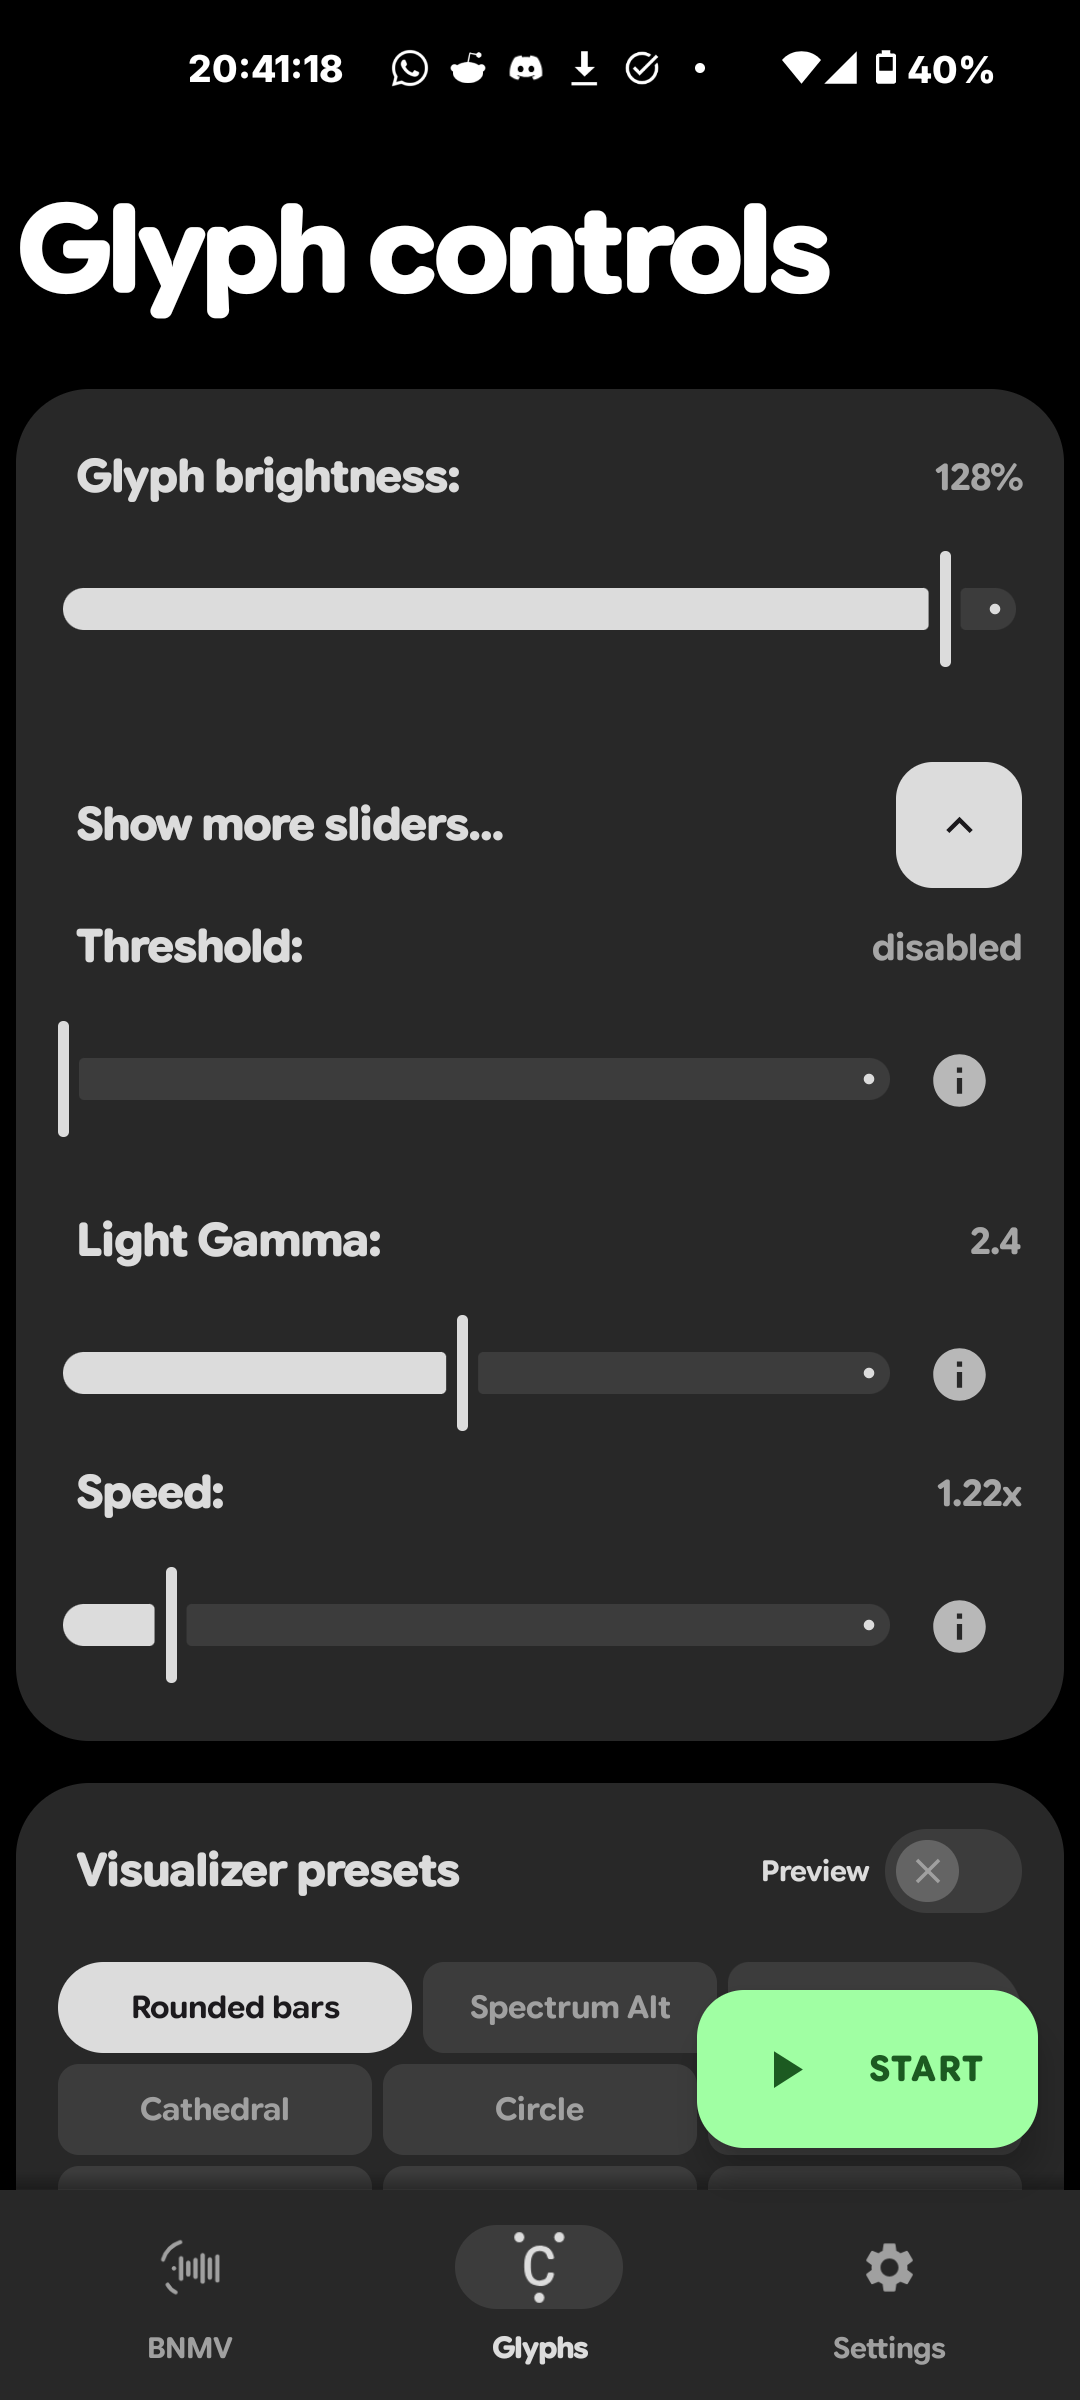 20:41:18 40%
Glyph controls
Glyph brightness: 128%
Show more sliders...
Threshold: disabled
Light Gamma: 2.4
Speed: 1.22x
Visualizer presets Preview
Rounded bars Spectrum Alt
START
Cathedral Circle
BNMV Glyphs Settings